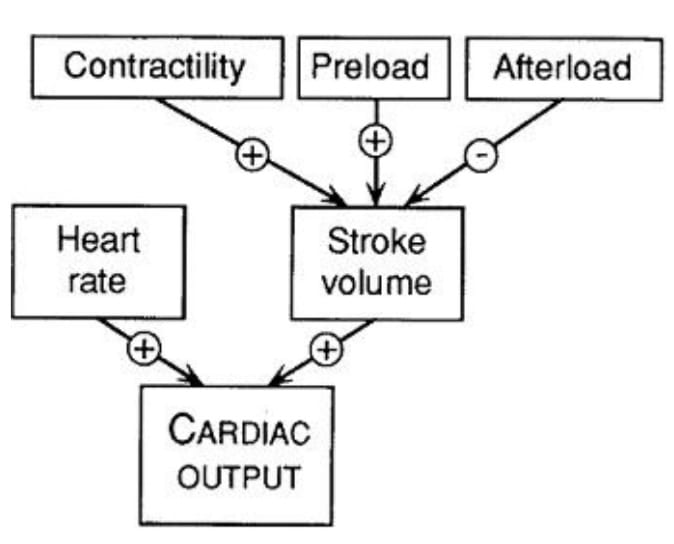 Contractility
Preload
Afterload
+
+
-
Heart
rate
Stroke
volume
+
+
CARDIAC
OUTPUT